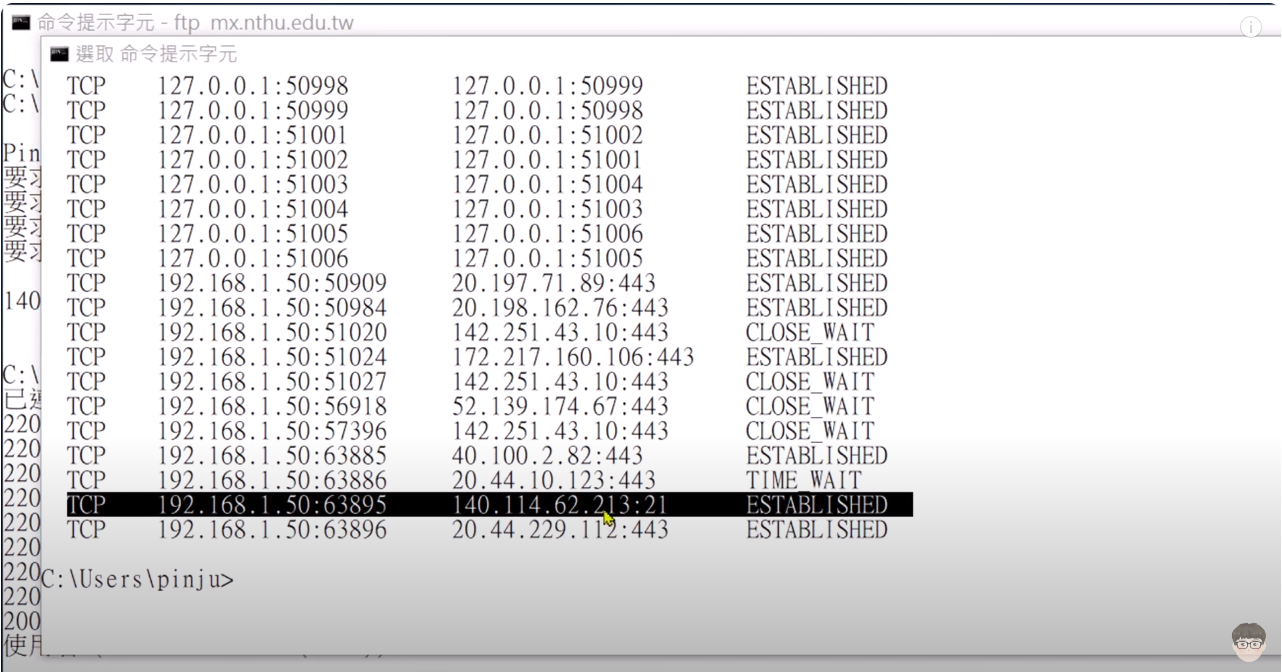 命令提示字元 - ftp mx.nthu.edu.tw
選取 命令提示字元
C:\
C:\
Pin
要求
要求
要求
要求
140
C:\
已連
220
220
220
220
220
220
220
220
200
使用
TCP 127.0.0.1:50998 127.0.0.1:50999 ESTABLISHED
TCP 127.0.0.1:50999 127.0.0.1:50998 ESTABLISHED
TCP 127.0.0.1:51001 127.0.0.1:51002 ESTABLISHED
TCP 127.0.0.1:51002 127.0.0.1:51001 ESTABLISHED
TCP 127.0.0.1:51003 127.0.0.1:51004 ESTABLISHED
TCP 127.0.0.1:51004 127.0.0.1:51003 ESTABLISHED
TCP 127.0.0.1:51005 127.0.0.1:51006 ESTABLISHED
TCP 127.0.0.1:51006 127.0.0.1:51005 ESTABLISHED
TCP 192.168.1.50:50909 20.197.71.89:443 ESTABLISHED
TCP 192.168.1.50:50984 20.198.162.76:443 ESTABLISHED
TCP 192.168.1.50:51020 142.251.43.10:443 CLOSE_WAIT
TCP 192.168.1.50:51024 172.217.160.106:443 ESTABLISHED
TCP 192.168.1.50:51027 142.251.43.10:443 CLOSE_WAIT
TCP 192.168.1.50:56918 52.139.174.67:443 CLOSE_WAIT
TCP 192.168.1.50:57396 142.251.43.10:443 CLOSE_WAIT
TCP 192.168.1.50:63885 40.100.2.82:443 ESTABLISHED
TCP 192.168.1.50:63886 20.44.10.123:443 TIME_WAIT
TCP 192.168.1.50:63895 140.114.62.213:21 ESTABLISHED
TCP 192.168.1.50:63896 20.44.229.112:443 ESTABLISHED
C:\Users\pinju>